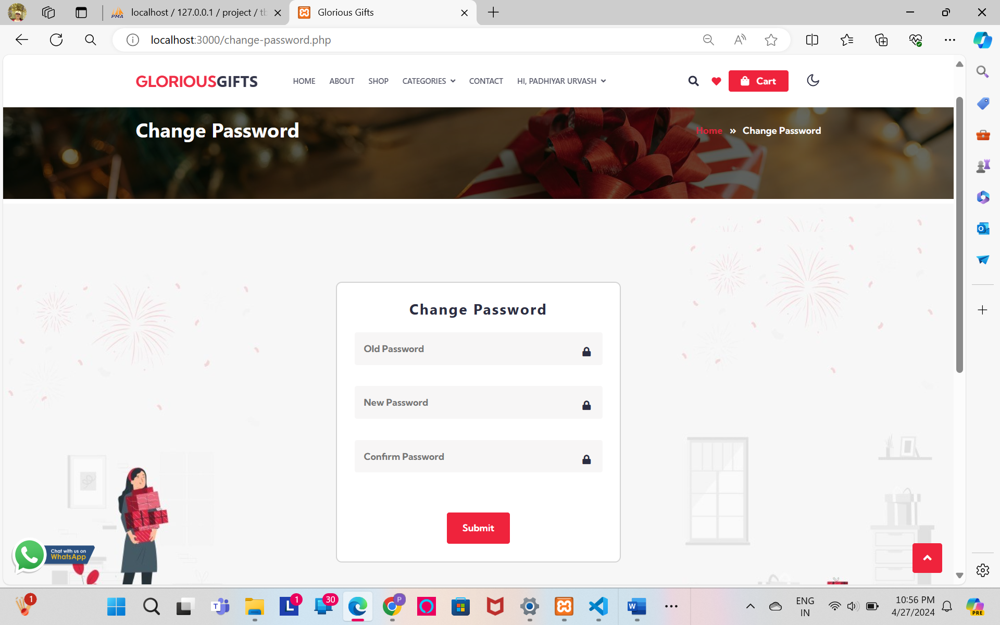 localhost / 127.0.0.1 / project / tb
Glorious Gifts
localhost:3000/change-password.php
GLORIOUSGIFTS
HOME
ABOUT
SHOP
CATEGORIES
CONTACT
HI, PADHIYAR URVASH
Cart
Change Password
Home » Change Password
Change Password
Old Password
New Password
Confirm Password
Submit
Chat with us on
WhatsApp
1
1
30
P
ENG
IN
10:56 PM
4/27/2024
PRE